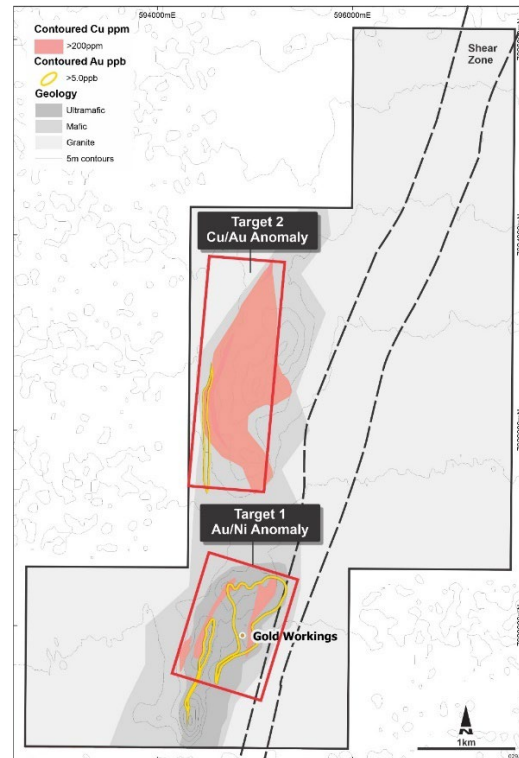 594000mE
596000mE
Contoured Cu ppm
>200ppm
Contoured Au ppb
>5.0ppb
Geology
Ultramafic
Mafic
Granite
5m contours
Shear
Zone
Target 2
Cu/Au Anomaly
Target 1
Au/Ni Anomaly
Gold Workings
N
1km